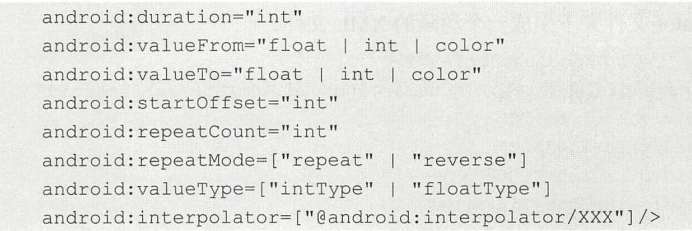 android:duration="int"
android:valueFrom="float | int | color"
android:valueTo="float | int | color"
android:startOffset="int"
android:repeatCount="int"
android:repeatMode=["repeat" | "reverse"]
android:valueType=["intType" | "floatType"]
android:interpolator=["@android:interpolator/XXX"]/>